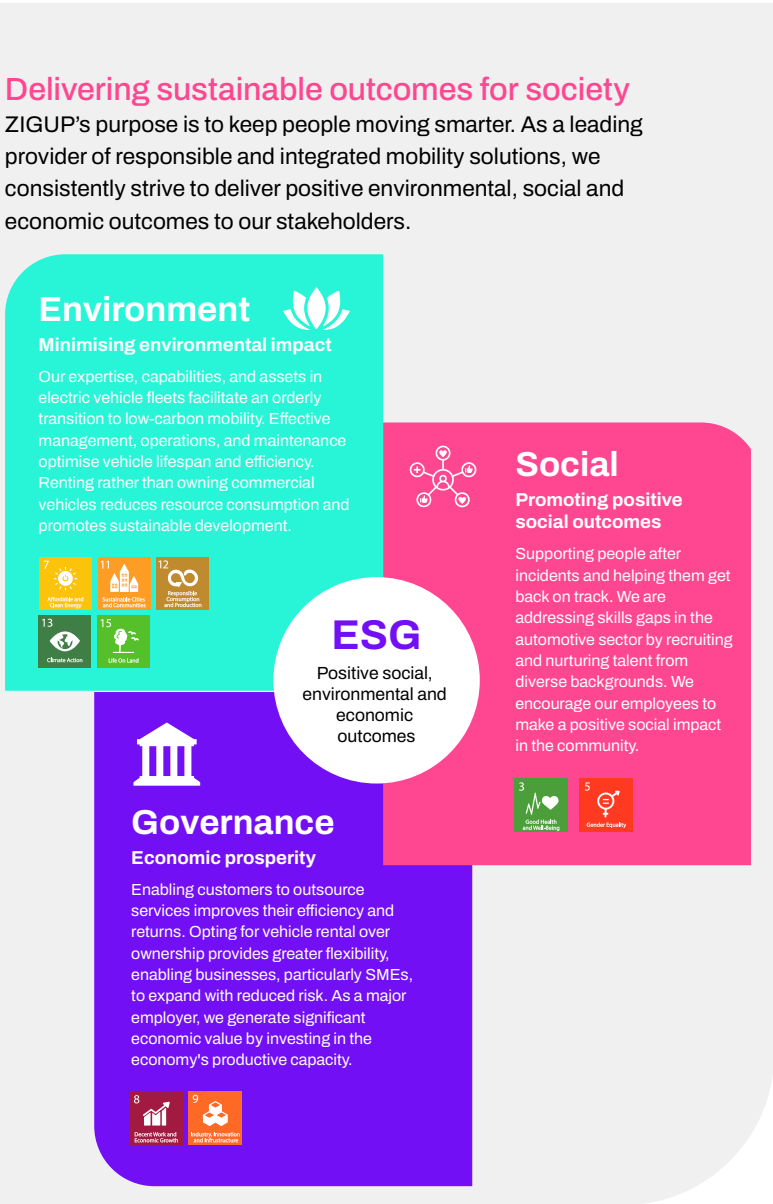 Delivering sustainable outcomes for society
ZIGUP’s purpose is to keep people moving smarter. As a leading
provider of responsible and integrated mobility solutions, we
consistently strive to deliver positive environmental, social and
economic outcomes to our stakeholders.
Environment
Minimising environmental impact
Our expertise, capabilities, and assets in
electric vehicle fleets facilitate an orderly
transition to low-carbon mobility. Effective
management, operations, and maintenance
optimise vehicle lifespan and efficiency.
Renting rather than owning commercial
vehicles reduces resource consumption and
promotes sustainable development.
7
Affordable and
Clean Energy
11
Sustainable Cities
and Communities
12
Responsible
Consumption
and Production
13
Climate Action
15
Life On Land
Social
Promoting positive
social outcomes
Supporting people after
incidents and helping them get
back on track. We are
addressing skills gaps in the
automotive sector by recruiting
and nurturing talent from
diverse backgrounds. We
encourage our employees to
make a positive social impact
in the community.
3
Good Health
and Well-Being
5
Gender Equality
ESG
Positive social,
environmental and
economic
outcomes
Governance
Economic prosperity
Enabling customers to outsource
services improves their efficiency and
returns. Opting for vehicle rental over
ownership provides greater flexibility,
enabling businesses, particularly SMEs,
to expand with reduced risk. As a major
employer, we generate significant
economic value by investing in the
economy's productive capacity.
8
Decent Work and
Economic Growth
9
Industry, Innovation
and Infrustructure